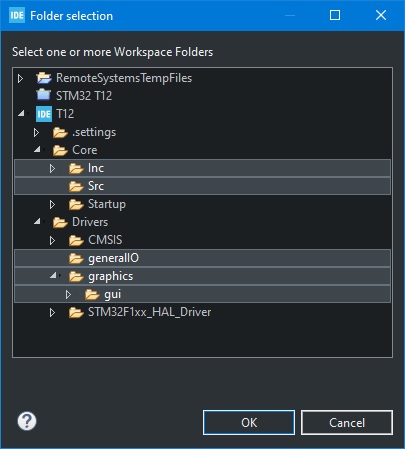 IDE Folder selection
Select one or more Workspace Folders
RemoteSystemsTempFiles
STM32 T12
IDE T12
.settings
Core
Inc
Src
Startup
Drivers
CMSIS
generalIO
graphics
gui
STM32F1xx_HAL_Driver
? OK Cancel